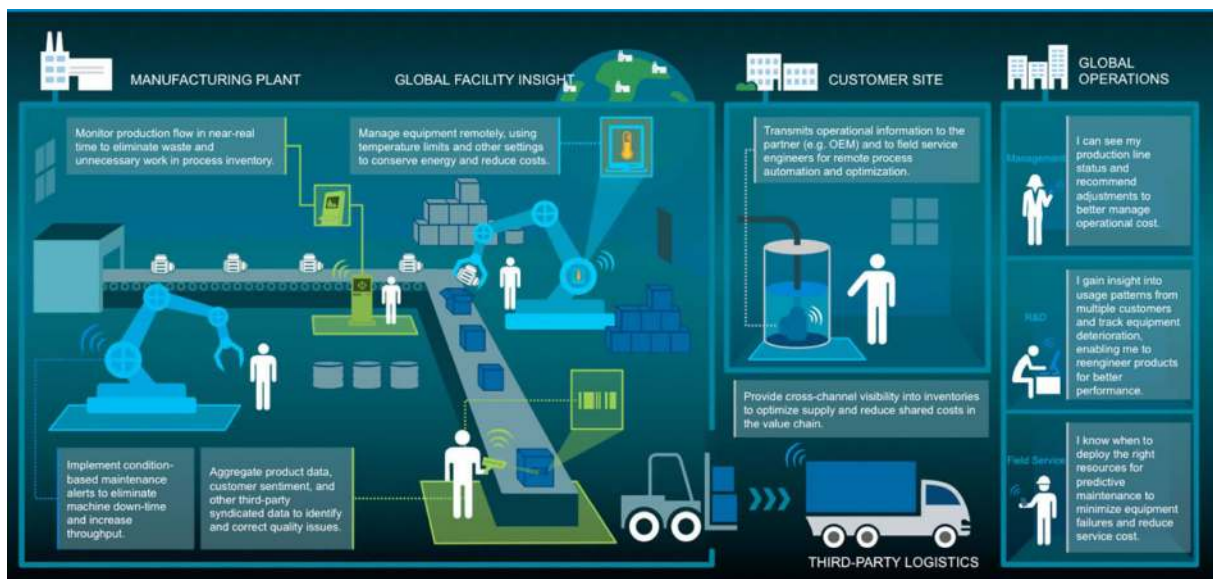 MANUFACTURING PLANT
GLOBAL FACILITY INSIGHT
Monitor production flow in near-real
time to eliminate waste and
unnecessary work in process inventory.
Manage equipment remotely, using
temperature limits and other settings
to conserve energy and reduce costs.
Implement condition-
based maintenance
alerts to eliminate
machine down-time
and increase
throughput.
Aggregate product data,
customer sentiment, and
other third-party
syndicated data to identify
and correct quality issues.
CUSTOMER SITE
Transmits operational information to the
partner (e.g. OEM) and to field service
engineers for remote process
automation and optimization.
Provide cross-channel visibility into inventories
to optimize supply and reduce shared costs in
the value chain.
THIRD-PARTY LOGISTICS
GLOBAL
OPERATIONS
Management
I can see my
production line
status and
recommend
adjustments to
better manage
operational cost.
R&D
I gain insight into
usage patterns from
multiple customers
and track equipment
deterioration,
enabling me to
reengineer products
for better
performance.
Field Service
I know when to
deploy the right
resources for
predictive
maintenance to
minimize equipment
failures and reduce
service cost.